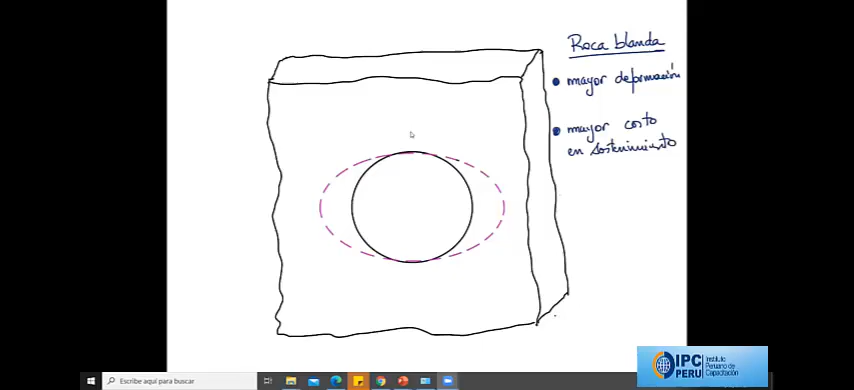 Roca blanda
mayor deformación
mayor costo
en sostenimiento
IPC
PERU
Instituto
Peruano de
Capacitación
Escribe aquí para buscar